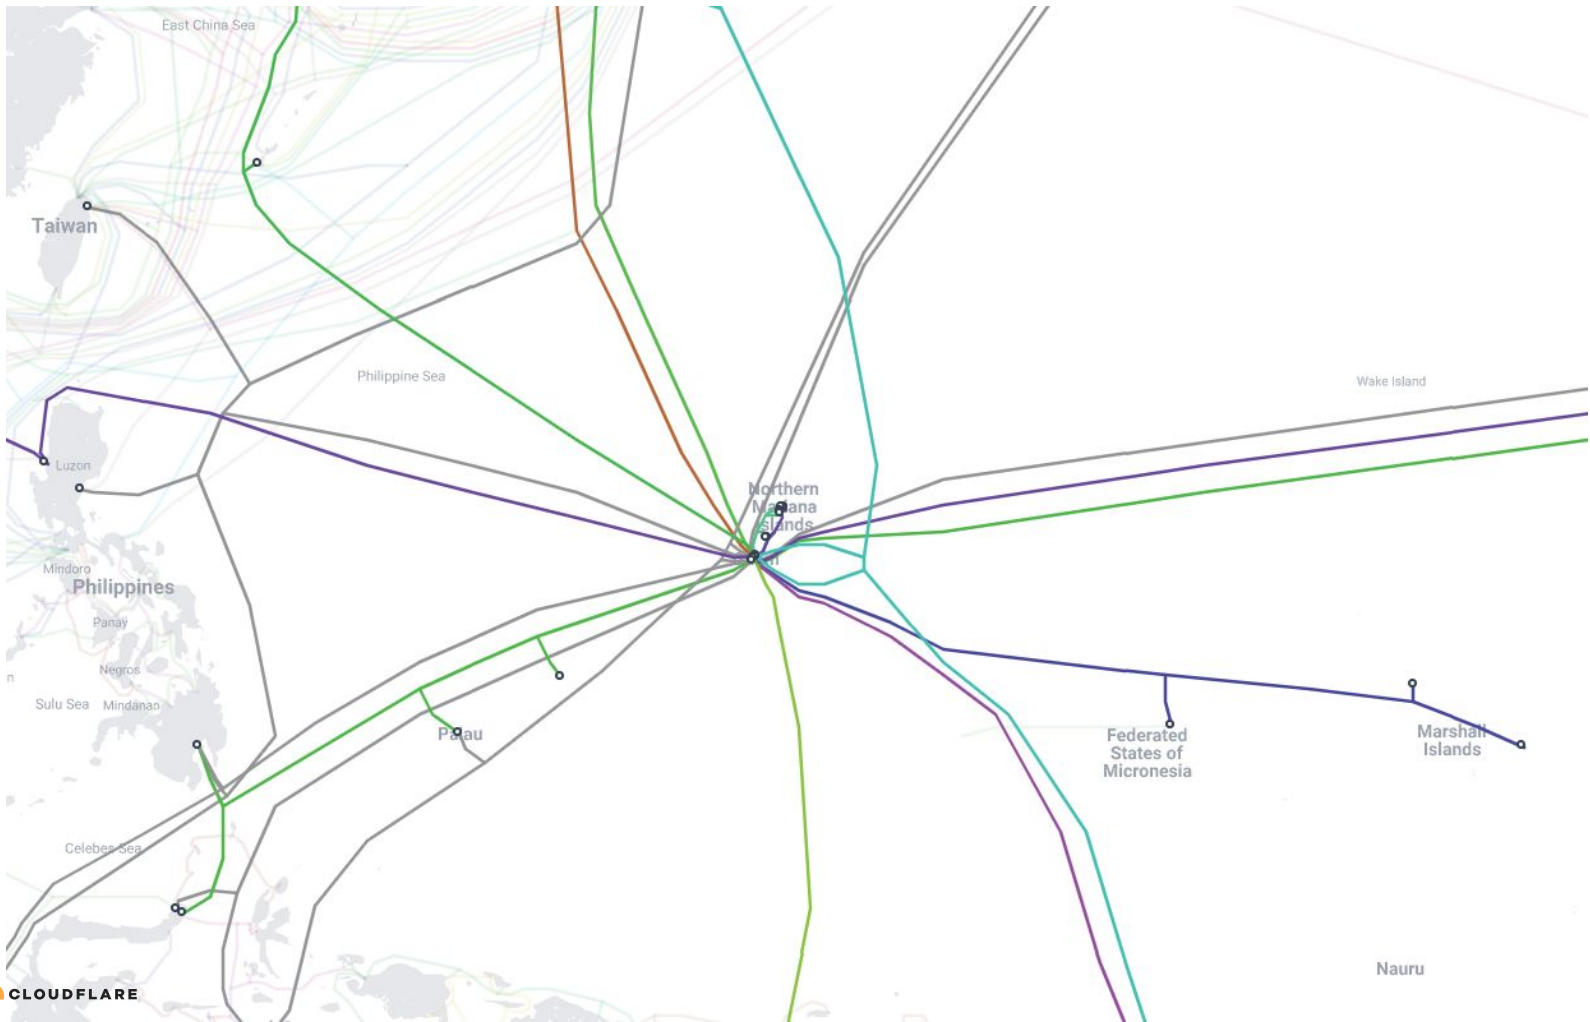 East China Sea
Taiwan
Philippine Sea
Wake Island
Luzon
Northern
Mariana
Islands
Mindoro
Philippines
Panay
Negros
Sulu Sea
Mindanao
Palau
Federated
States of
Micronesia
Marshall
Islands
Celebes Sea
Nauru
CLOUDFLARE